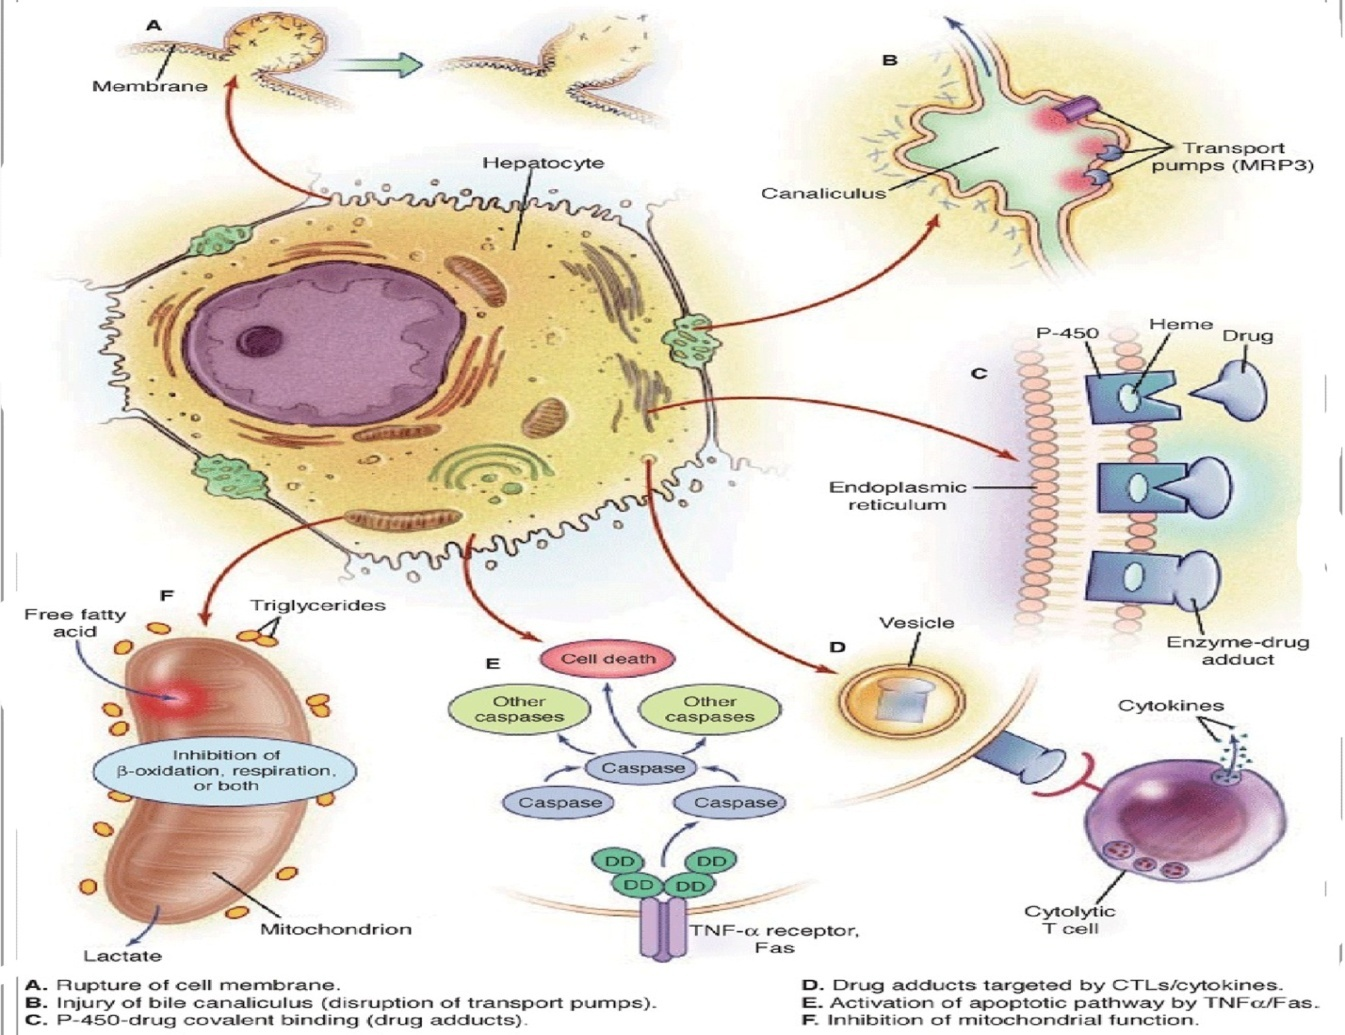 A
Membrane
Hepatocyte
B
Canaliculus
Transport
pumps (MRP3)
C
P-450
Heme
Drug
Endoplasmic
reticulum
Enzyme-drug
adduct
F
Free fatty
acid
Triglycerides
Inhibition of
β-oxidation, respiration,
or both
Mitochondrion
Lactate
E
Cell death
Other
caspases
Other
caspases
Caspase
Caspase
Caspase
DD
DD
DD
DD
TNF-α receptor,
Fas
D
Vesicle
Cytokines
Cytolytic
T cell
A. Rupture of cell membrane.
B. Injury of bile canaliculus (disruption of transport pumps).
C. P-450-drug covalent binding (drug adducts).
D. Drug adducts targeted by CTLs/cytokines.
E. Activation of apoptotic pathway by TNFα/Fas.
F. Inhibition of mitochondrial function.